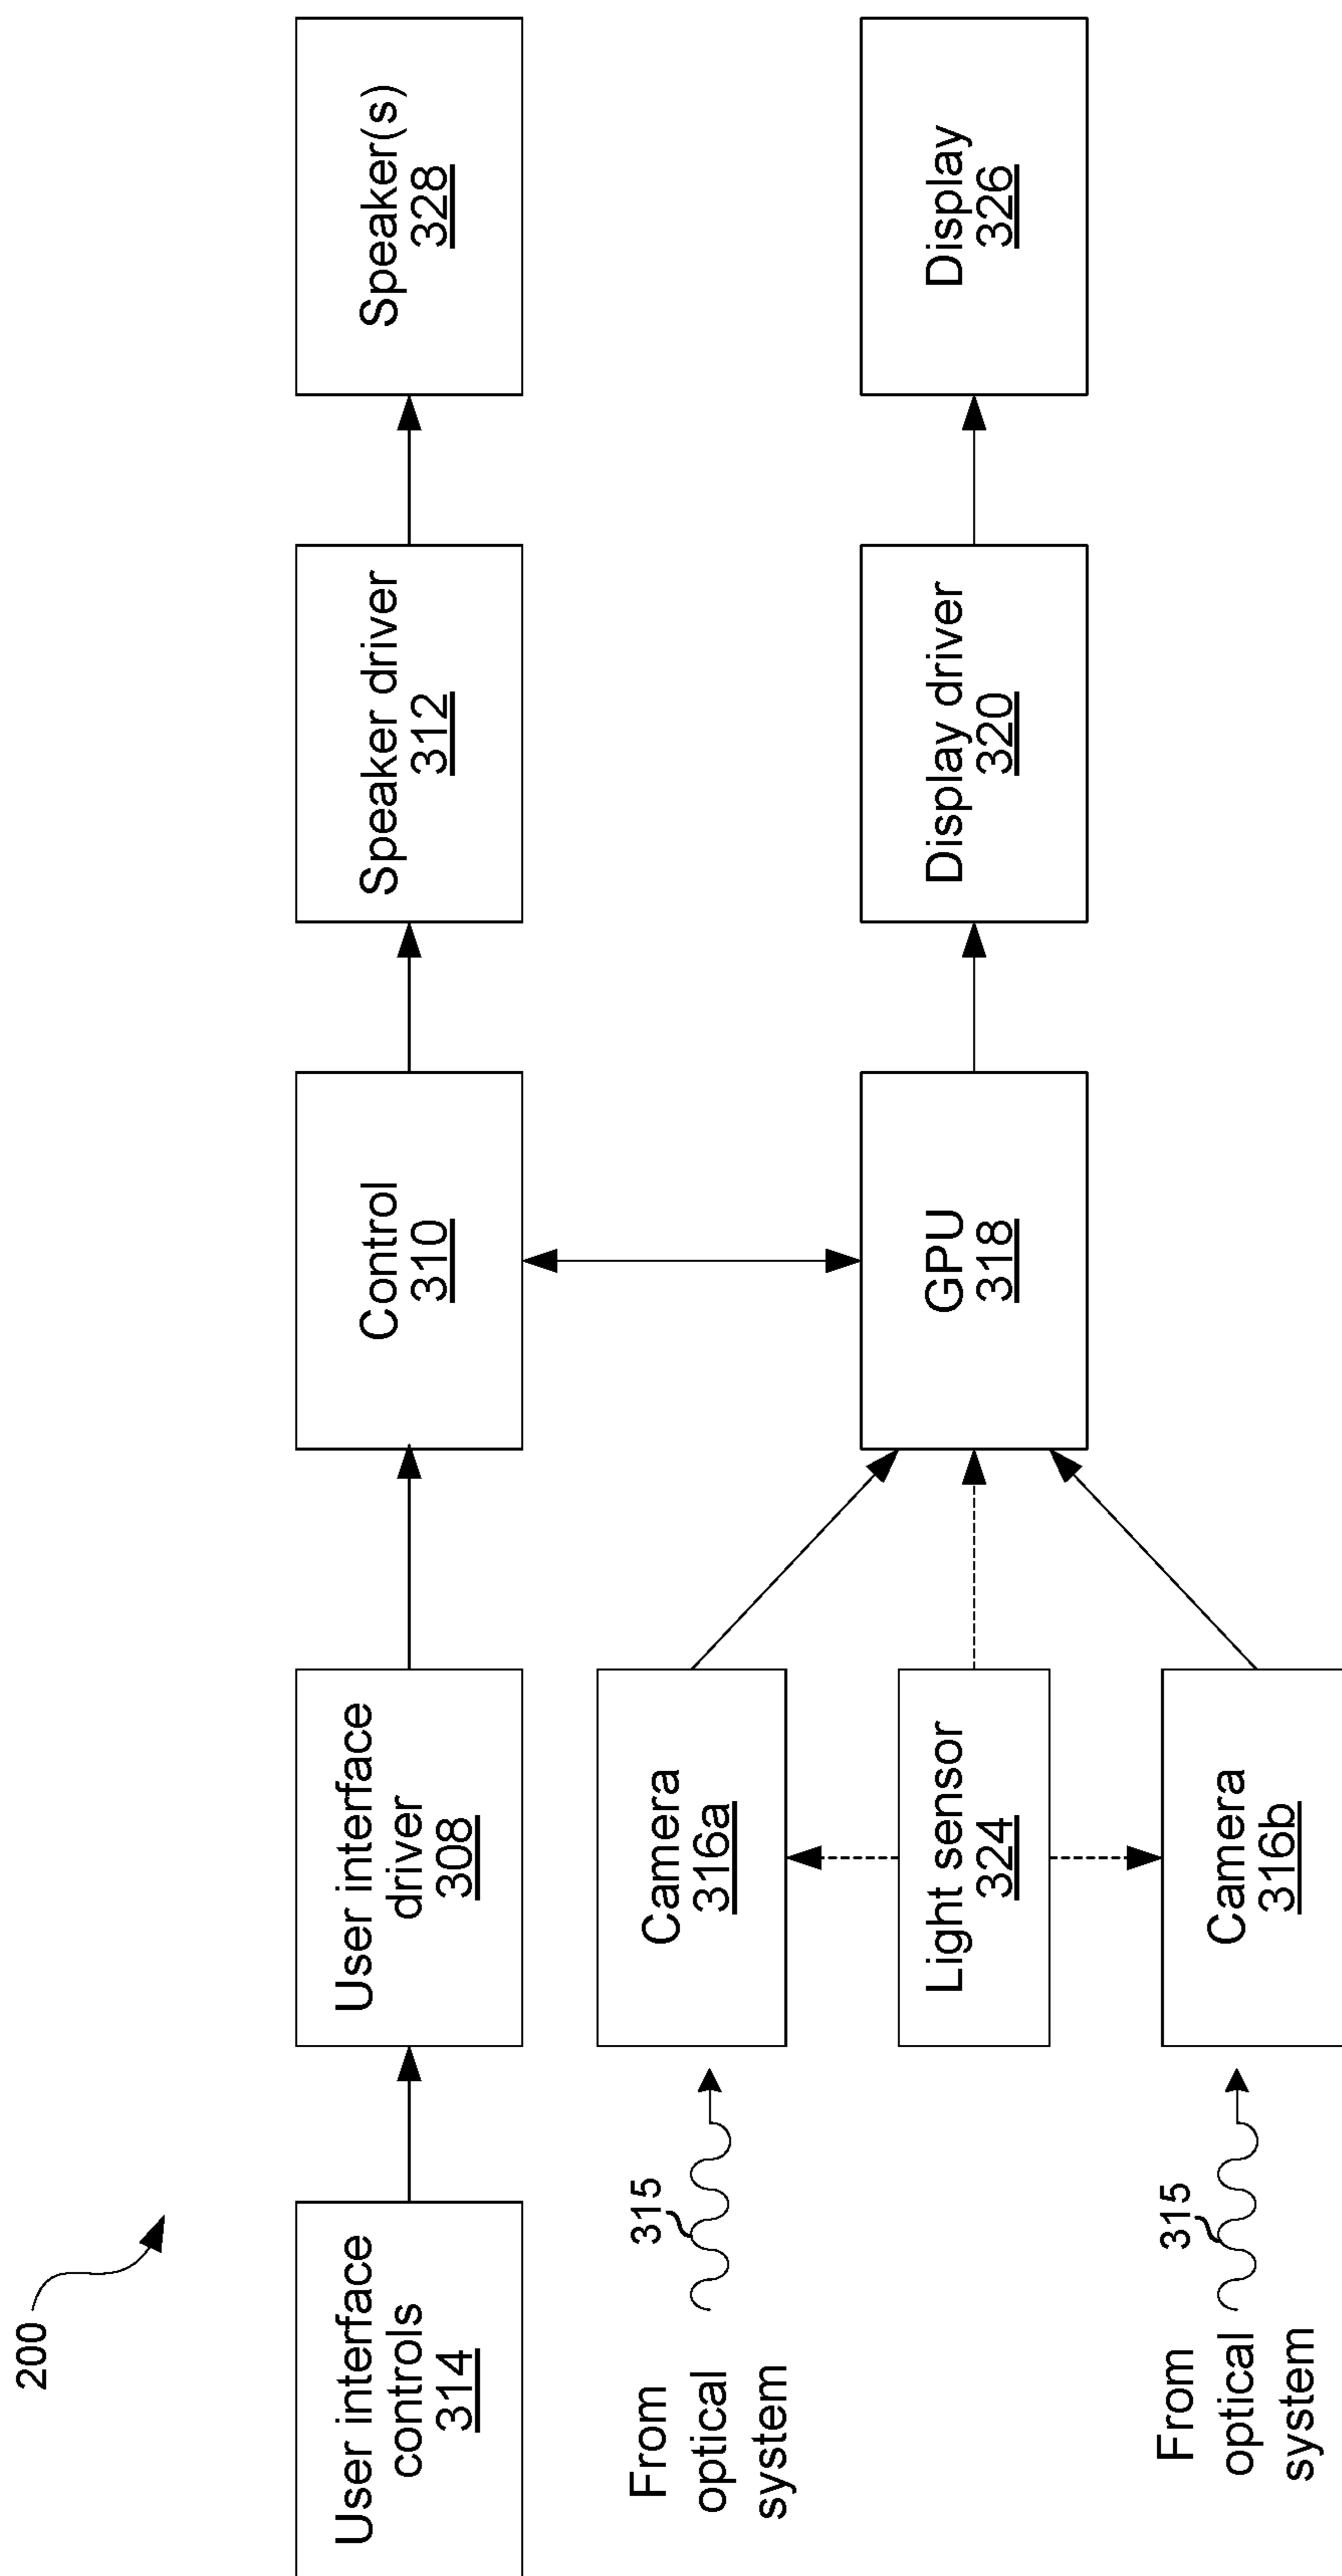 200
User interface
controls
314
User interface
driver
308
Control
310
Speaker driver
312
Speaker(s)
328
From
optical
system
315
Camera
316a
Light sensor
324
GPU
318
Display driver
320
Display
326
From
optical
system
315
Camera
316b